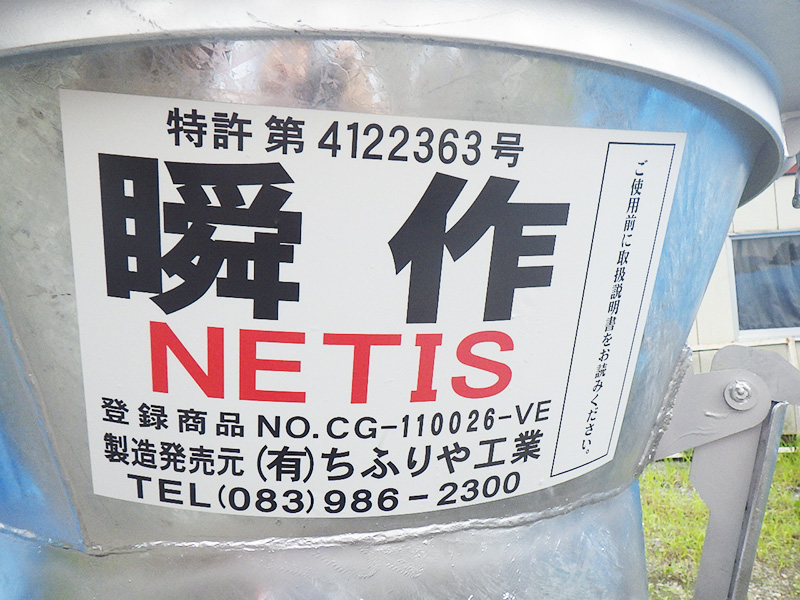 特許第4122363号
瞬作
NETIS
登録商品NO.CG-110026-VE
製造発売元(有)ちふりや工業
TEL(083)986-2300
ご使用前に取扱説明書をお読みください。